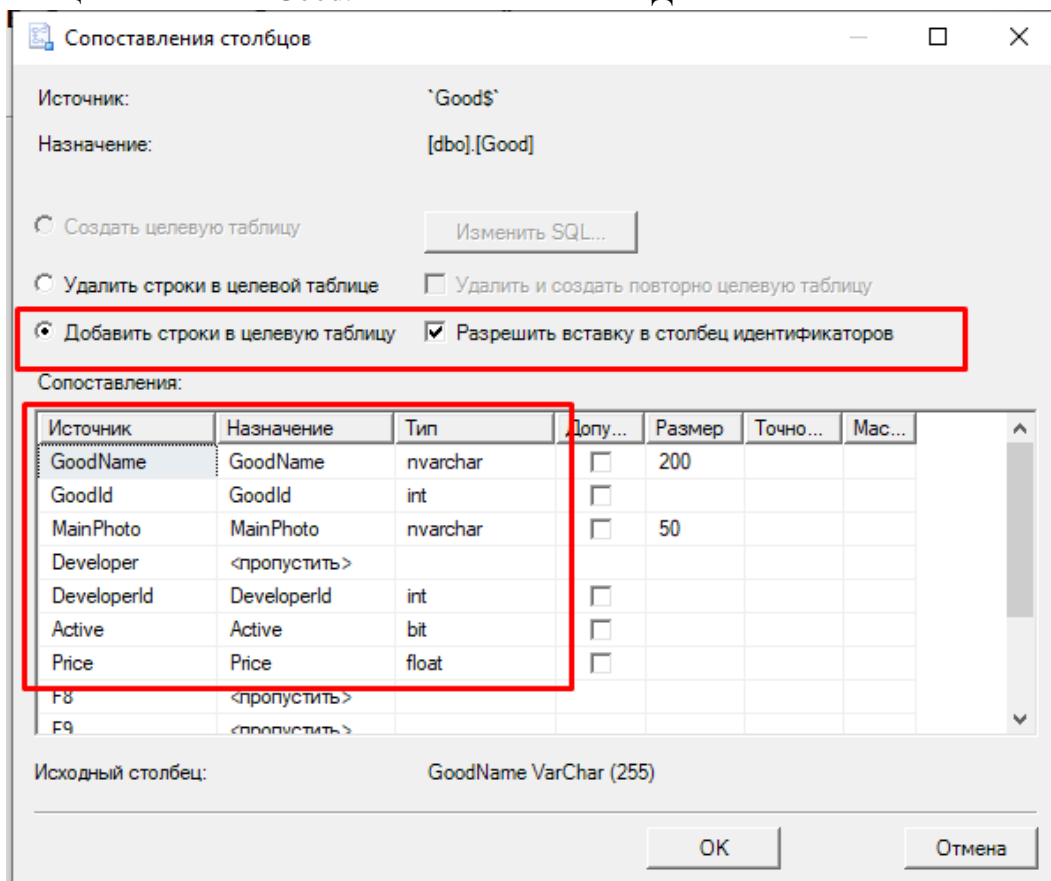 Good.
Сопоставления столбцов
Источник: `Good$`
Назначение: [dbo].[Good]
Создать целевую таблицу Изменить SQL...
Удалить строки в целевой таблице Удалить и создать повторно целевую таблицу
Добавить строки в целевую таблицу Разрешить вставку в столбец идентификаторов
Сопоставления:
Источник Назначение Тип Допу... Размер Точно... Мас...
GoodName GoodName nvarchar 200
GoodId GoodId int
MainPhoto MainPhoto nvarchar 50
Developer <пропустить>
DeveloperId DeveloperId int
Active Active bit
Price Price float
F8 <пропустить>
F9 <пропустить>
Исходный столбец: GoodName VarChar (255)
OK Отмена